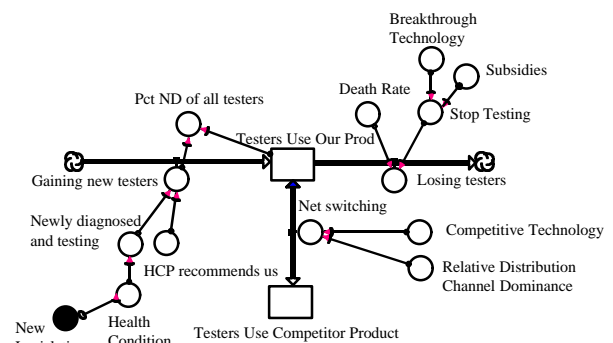 Breakthrough
Technology
Subsidies
Death Rate
Pct ND of all testers
Stop Testing
Testers Use Our Prod
Gaining new testers
Losing testers
Net switching
Newly diagnosed
and testing
Competitive Technology
HCP recommends us
Relative Distribution
Channel Dominance
New
Health
Condition
Testers Use Competitor Product